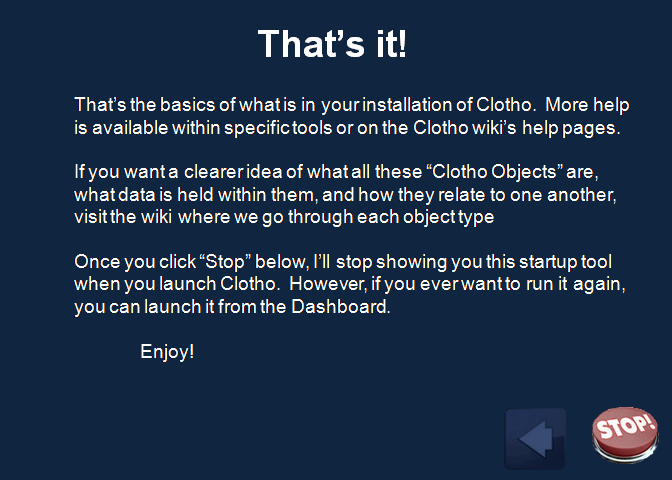 That's it!
That's the basics of what is in your installation of Clotho.  More help
is available within specific tools or on the Clotho wiki's help pages.
If you want a clearer idea of what all these “Clotho Objects” are,
what data is held within them, and how they relate to one another,
visit the wiki where we go through each object type
Once you click “Stop” below, I'll stop showing you this startup tool
when you launch Clotho.  However, if you ever want to run it again,
you can launch it from the Dashboard.
Enjoy!
STOP!